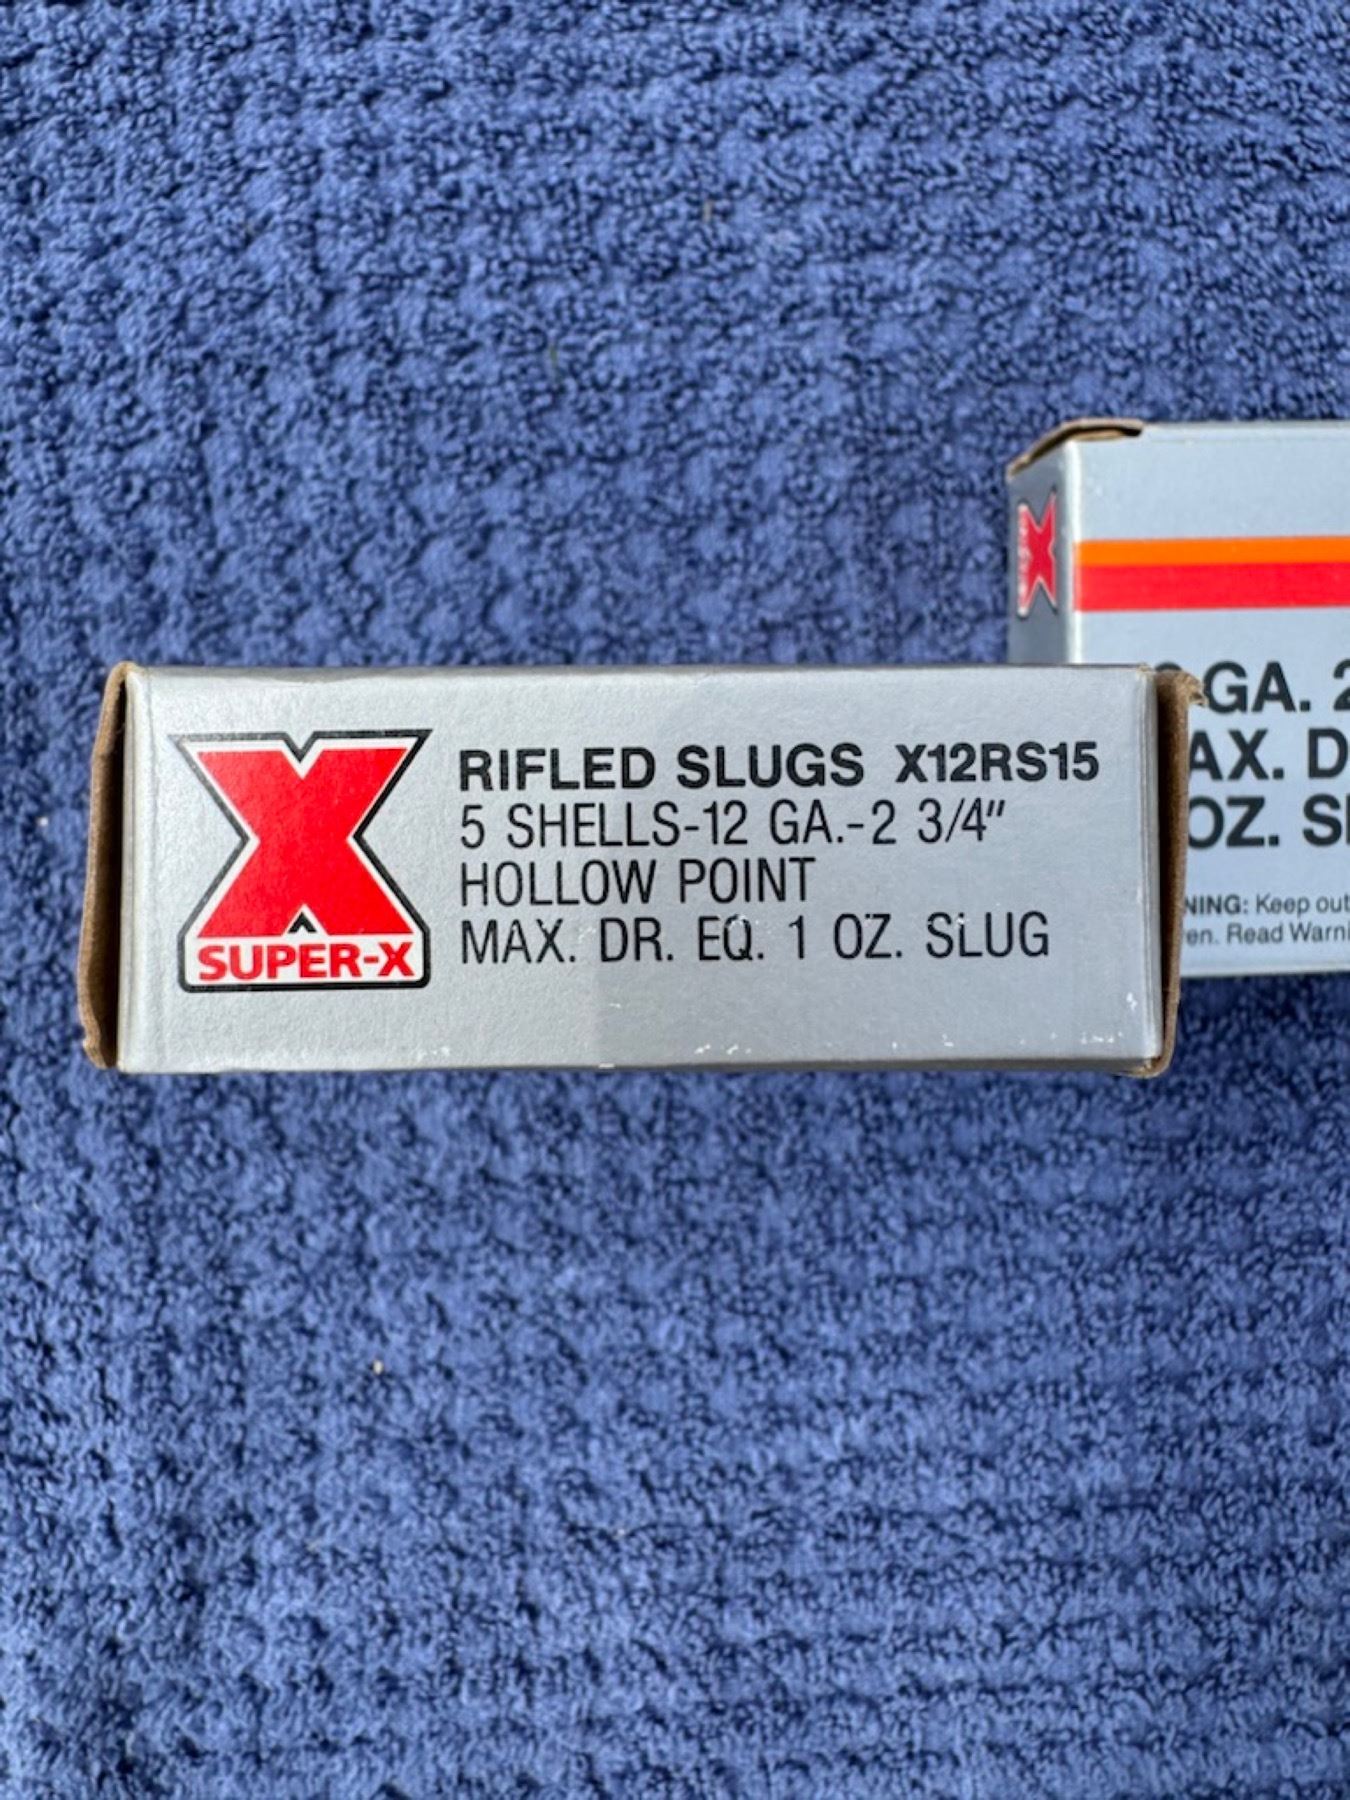 RIFLED SLUGS X12RS15
5 SHELLS-12 GA.-2 3/4"
HOLLOW POINT
MAX. DR. EQ. 1 OZ. SLUG
X
SUPER-X
X
GA. 2
AX. D
OZ. S
NING: Keep out
en. Read Warni